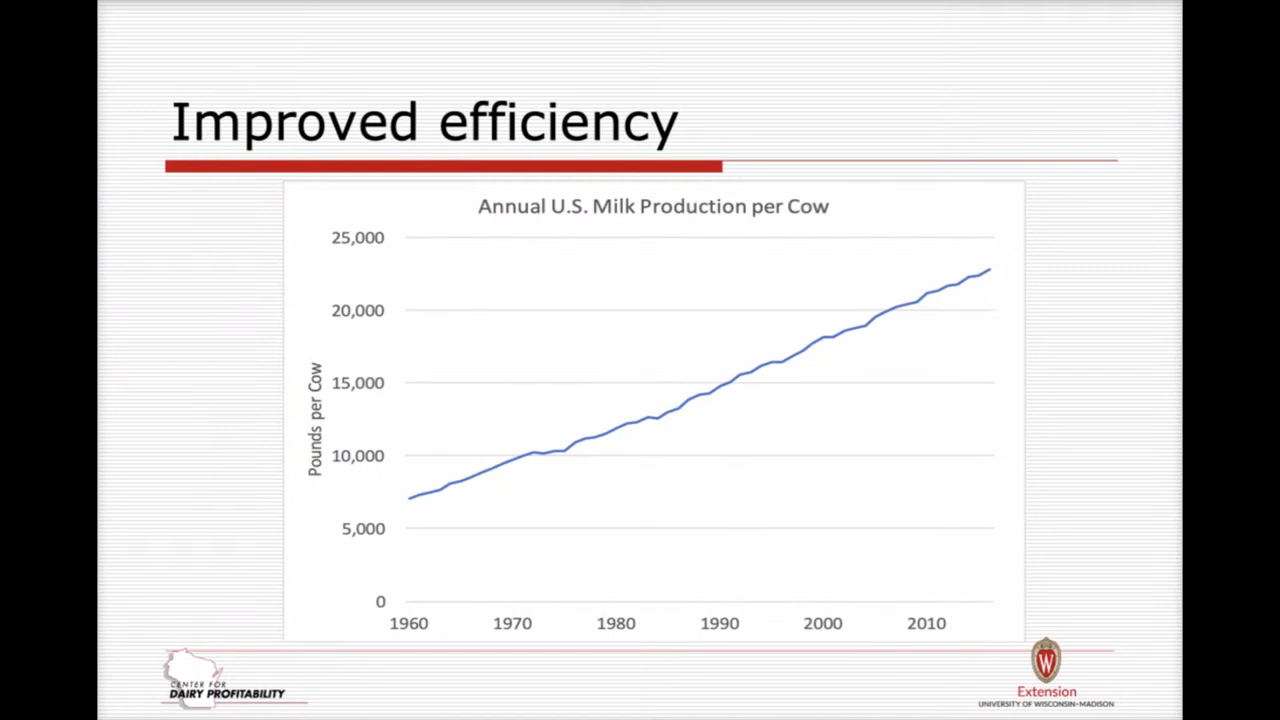 Improved efficiency
Annual U.S. Milk Production per Cow
25,000
20,000
15,000
10,000
5,000
0
Pounds per Cow
1960 1970 1980 1990 2000 2010
CENTER FOR
DAIRY PROFITABILITY
W
Extension
UNIVERSITY OF WISCONSIN–MADISON